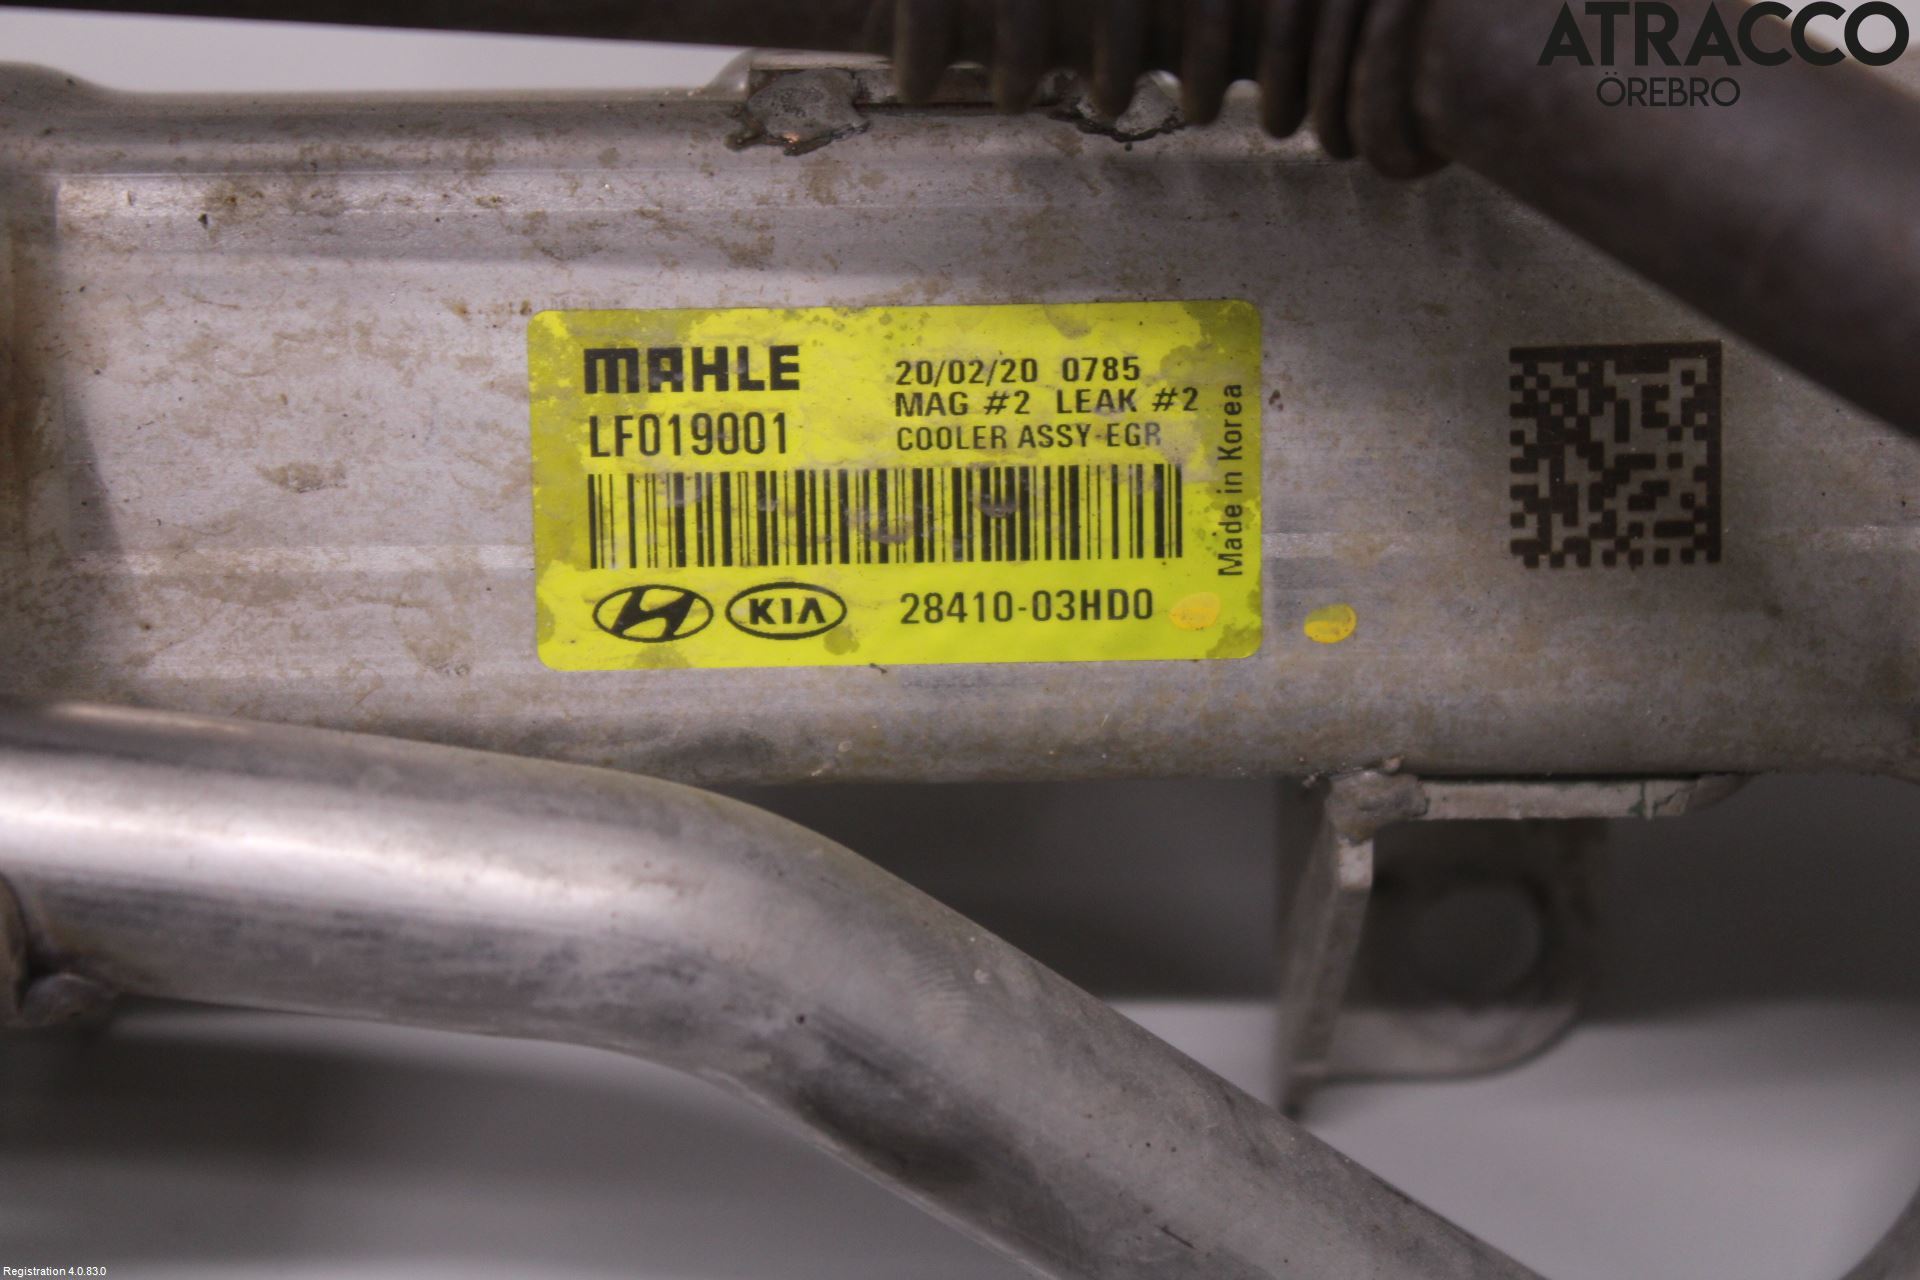 ATRACCO
ÖREBRO
MAHLE
LF019001
20/02/20 0785
MAG #2 LEAK #2
COOLER ASSY-EGR
Made in Korea
KIA
28410-03HD0
Registration 4.0.83.0